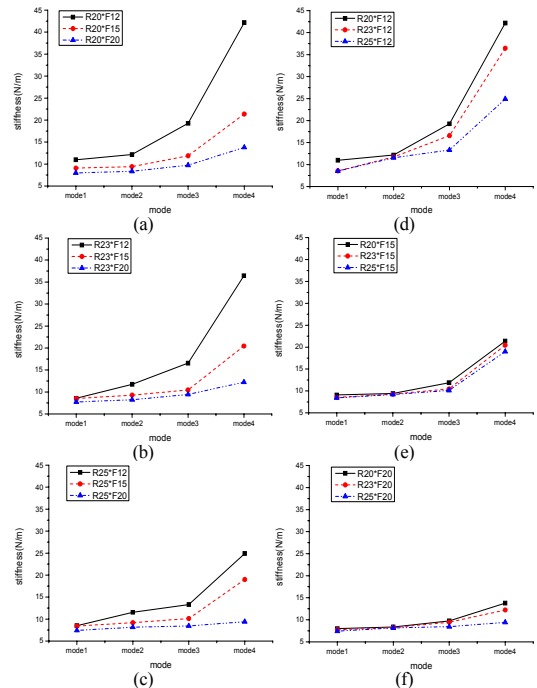 R20*F12
R20*F15
R20*F20
stiffness(N/m)
45
40
35
30
25
20
15
10
5
mode1 mode2 mode3 mode4
mode
(a)
R20*F12
R23*F12
R25*F12
stiffness(N/m)
45
40
35
30
25
20
15
10
5
mode1 mode2 mode3 mode4
mode
(d)
R23*F12
R23*F15
R23*F20
stiffness(N/m)
45
40
35
30
25
20
15
10
5
mode1 mode2 mode3 mode4
mode
(b)
R20*F15
R23*F15
R25*F15
stiffness(N/m)
45
40
35
30
25
20
15
10
5
mode1 mode2 mode3 mode4
mode
(e)
R25*F12
R25*F15
R25*F20
stiffness(N/m)
45
40
35
30
25
20
15
10
5
mode1 mode2 mode3 mode4
mode
(c)
R20*F20
R23*F20
R25*F20
stiffness(N/m)
45
40
35
30
25
20
15
10
5
mode1 mode2 mode3 mode4
mode
(f)